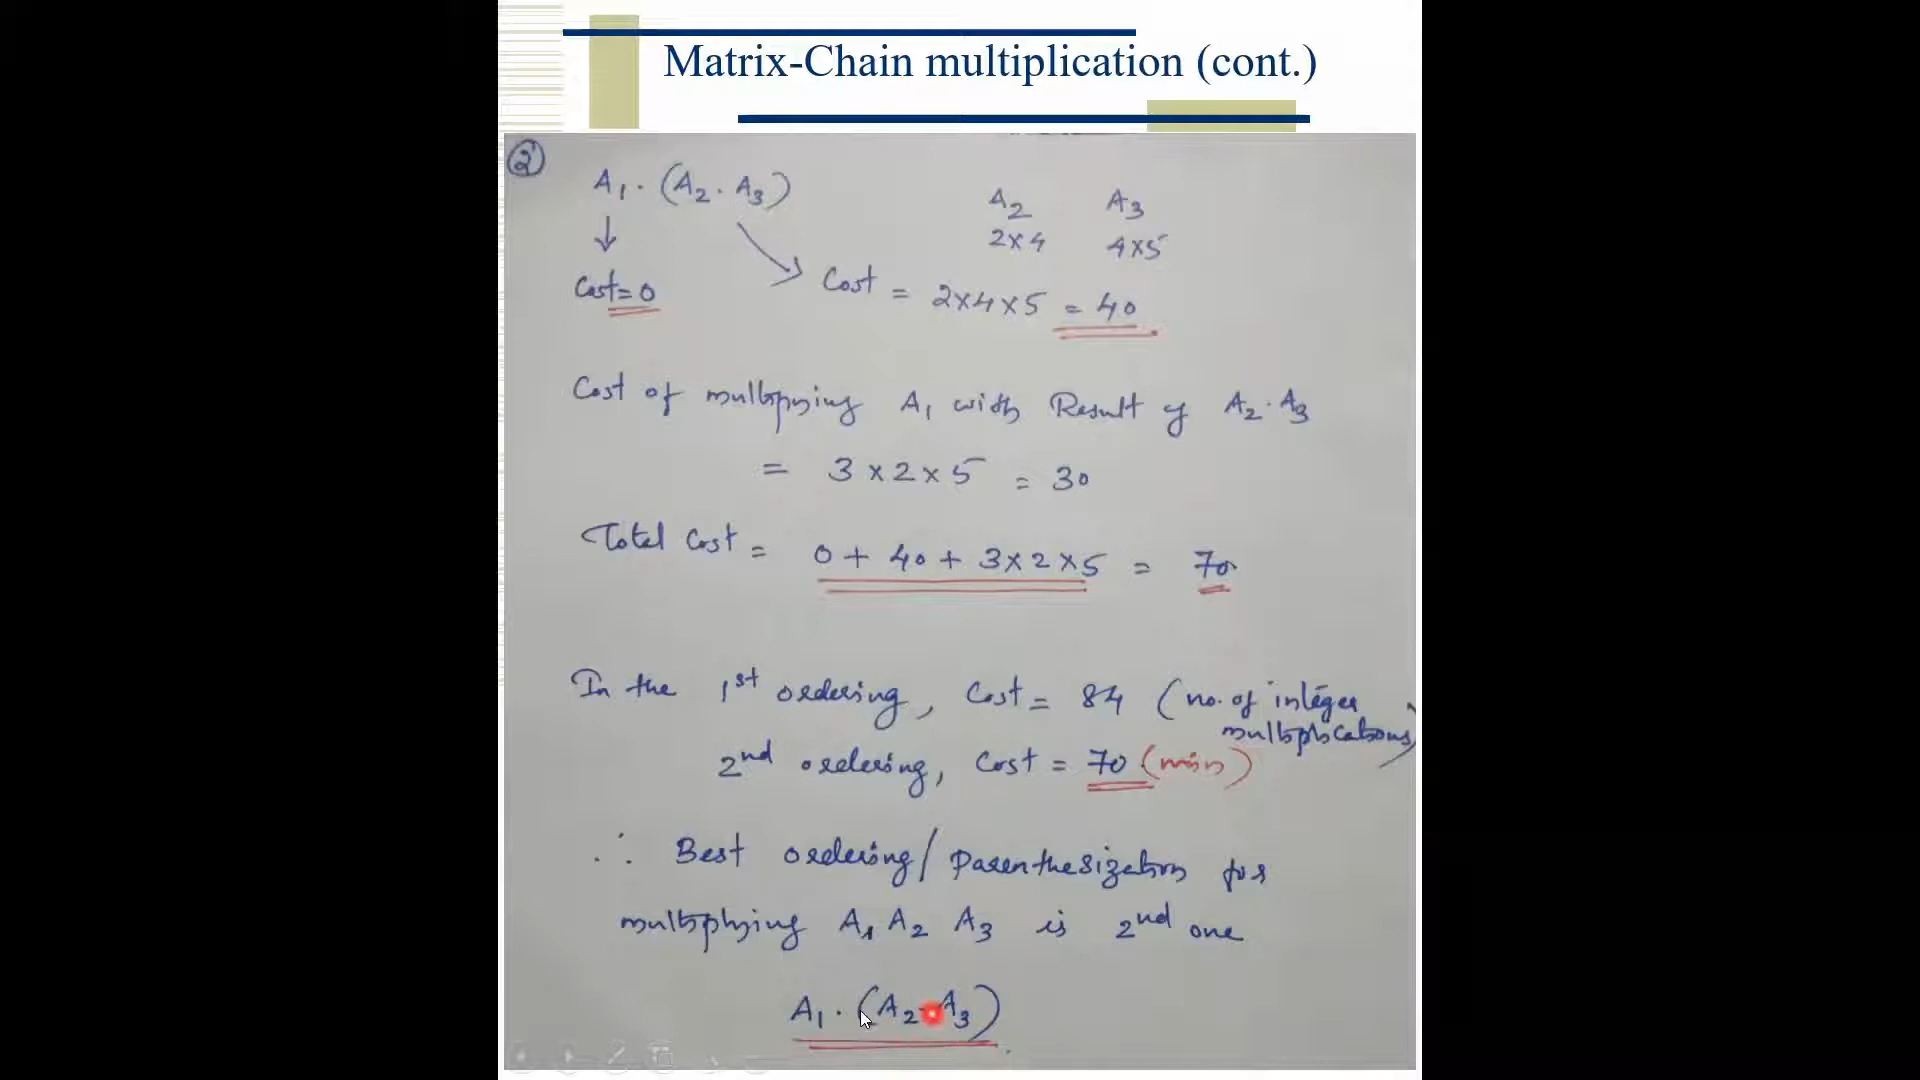 Matrix-Chain multiplication (cont.)
②
A1 . (A2 . A3)
A2 A3
2×4 4×5
Cost=0
Cost = 2×4×5 = 40
Cost of multiplying A1 with Result of A2 . A3
= 3×2×5 = 30
Total Cost = 0 + 40 + 3×2×5 = 70
In the 1st ordering, Cost = 84 (no. of integer multiplications)
2nd ordering, Cost = 70 (min)
∴ Best ordering/Parenthesization for
multiplying A1 A2 A3 is 2nd one
A1 . (A2 . A3)